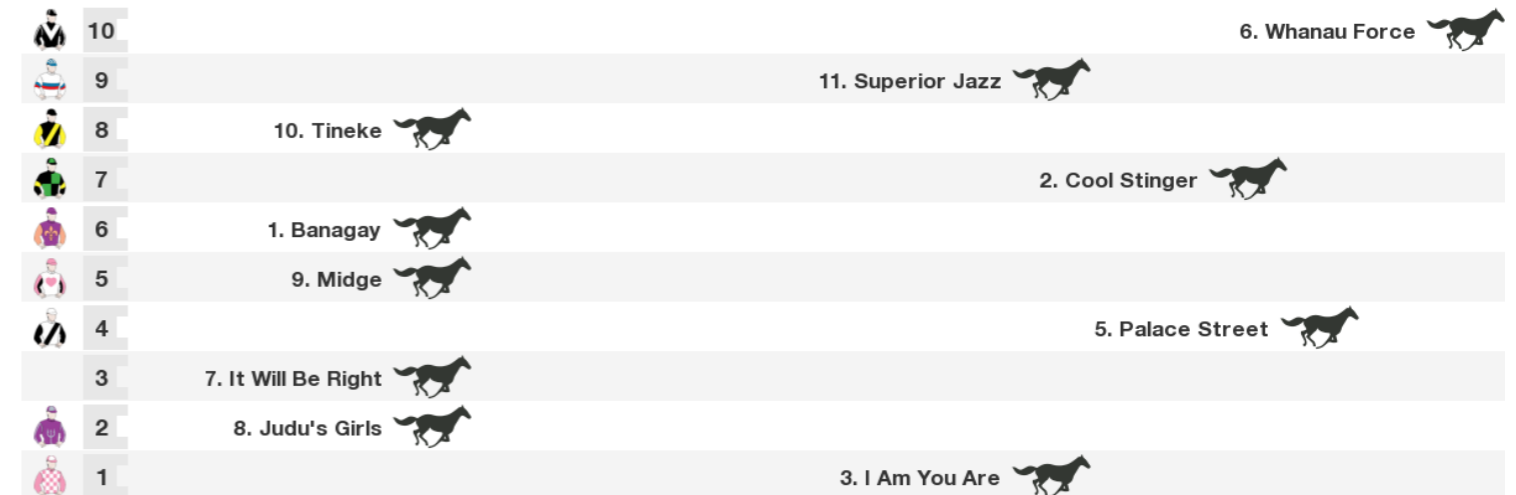 10 6. Whanau Force
9 11. Superior Jazz
8 10. Tineke
7 2. Cool Stinger
6 1. Banagay
5 9. Midge
4 5. Palace Street
3 7. It Will Be Right
2 8. Judu's Girls
1 3. I Am You Are